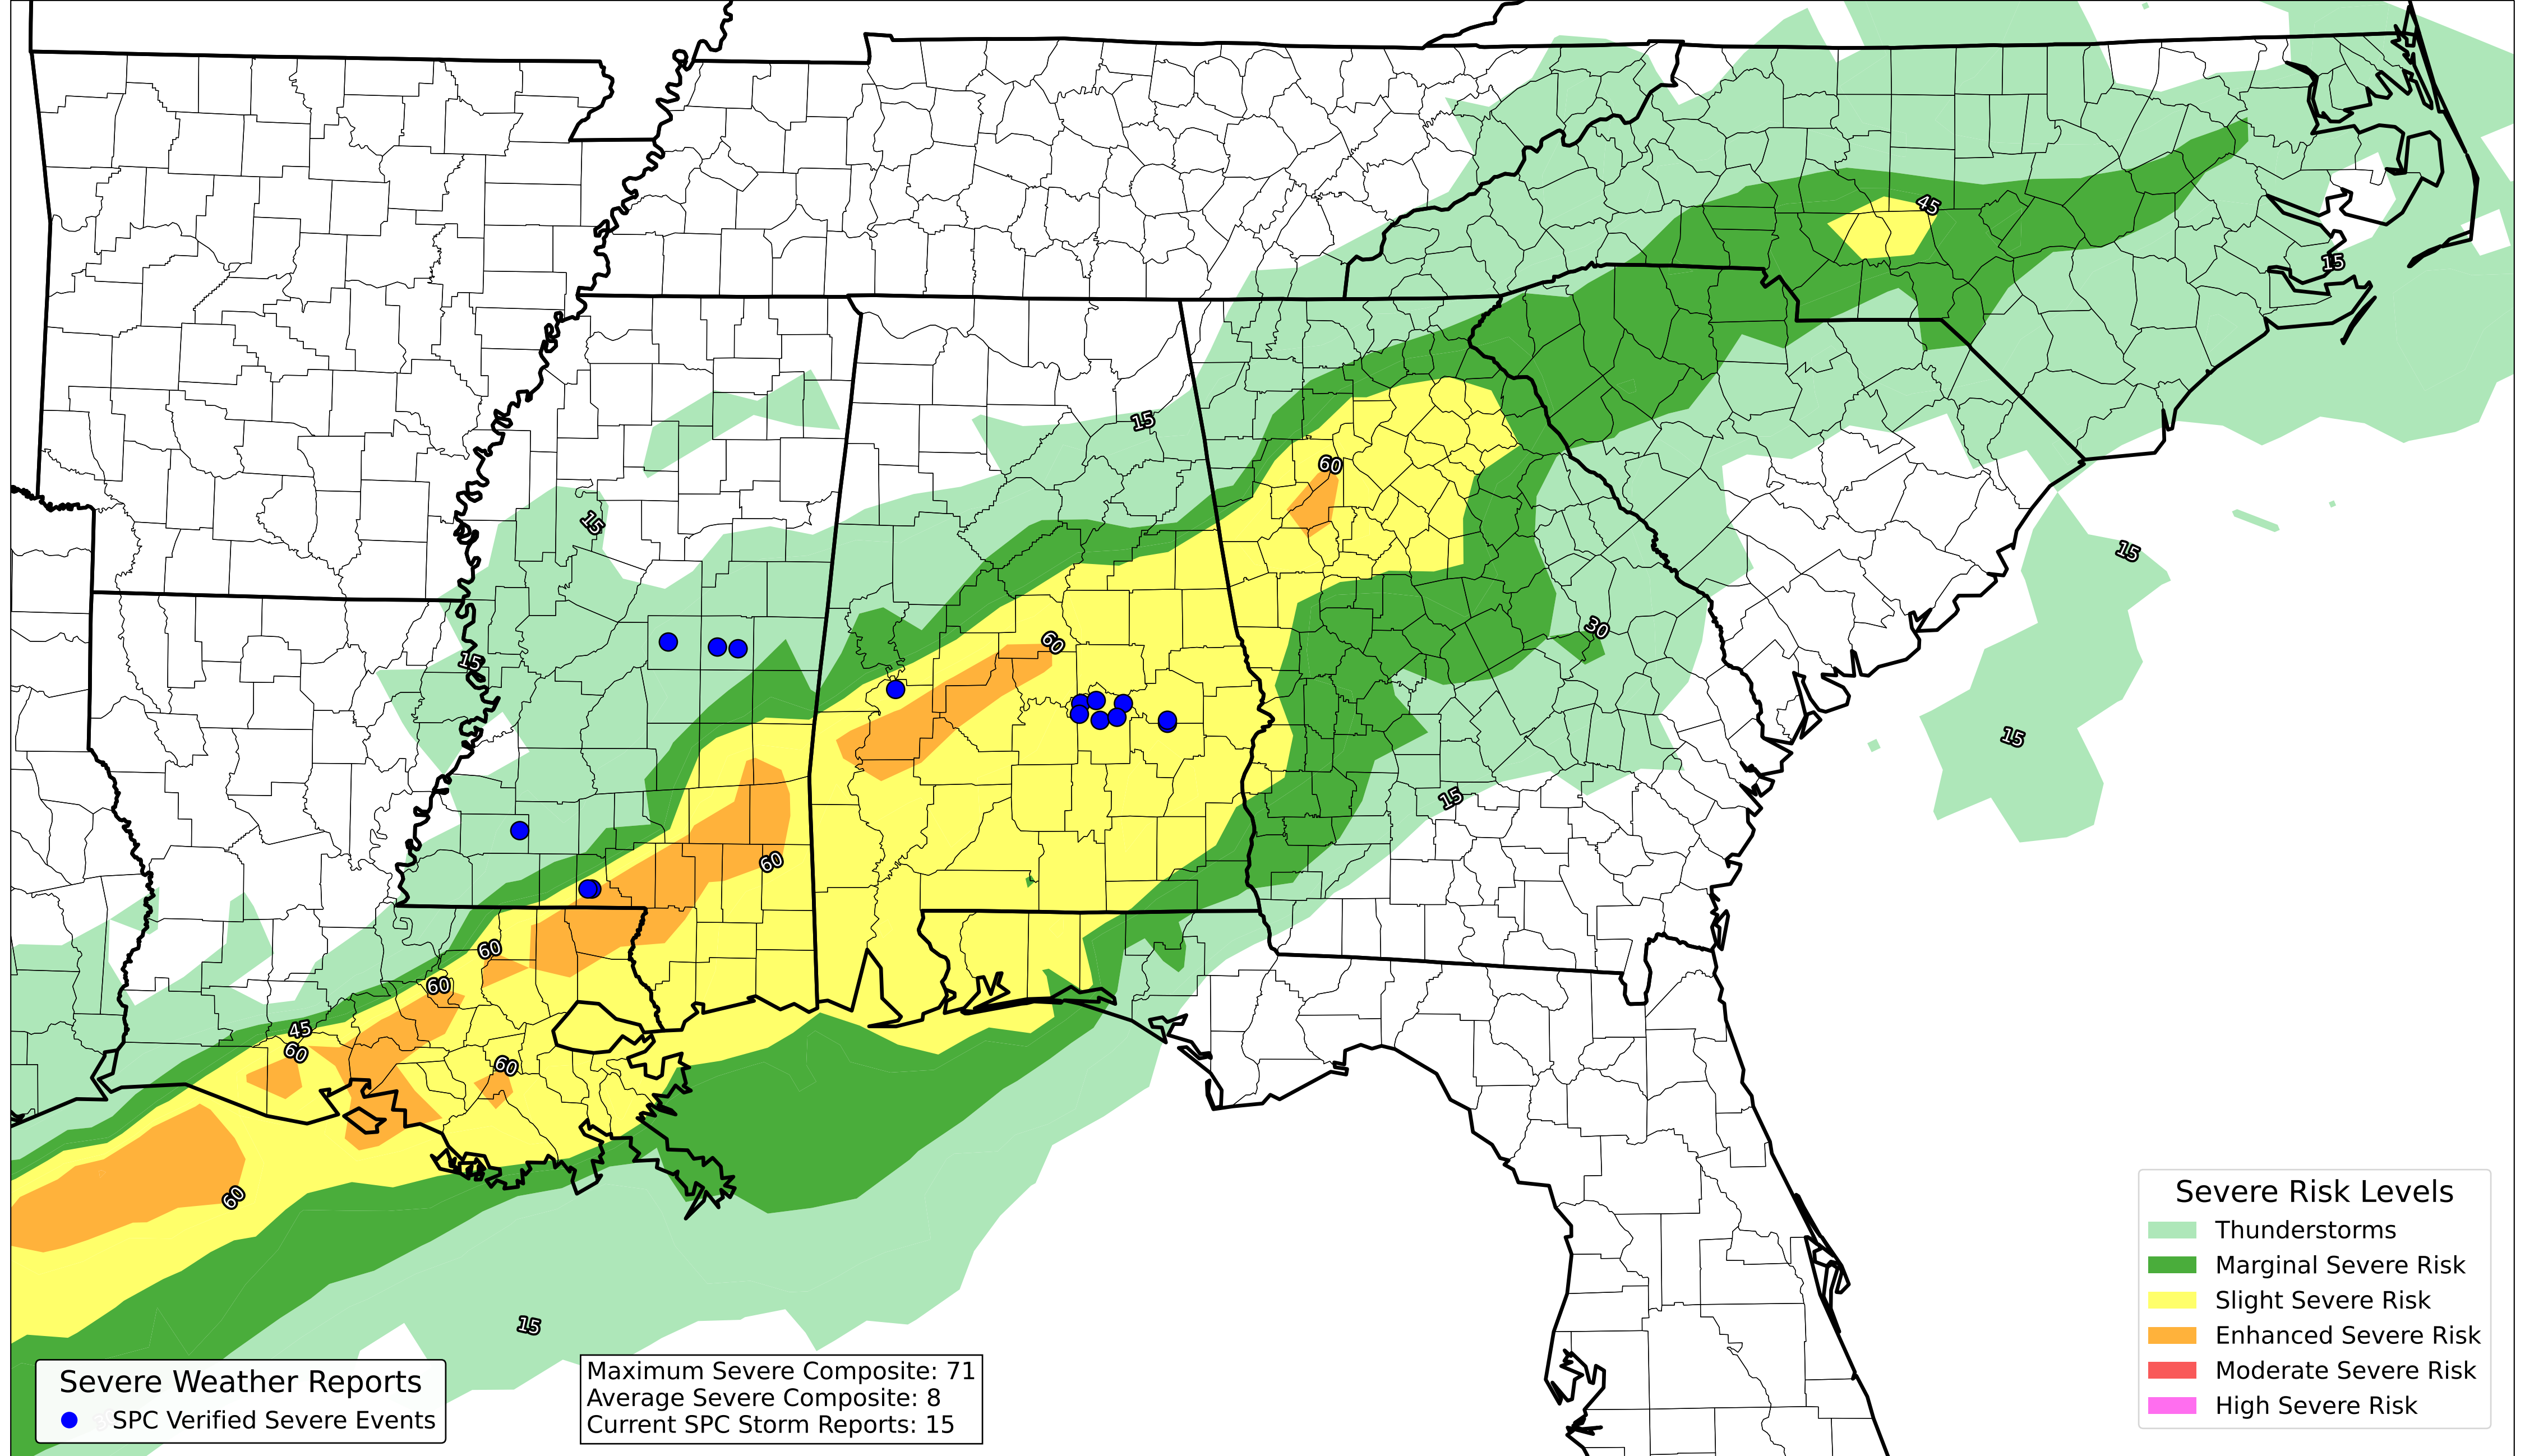 45
15
15
60
15
15
30
60
15
60
15
15
60
60
60
45
60
60
60
15
Severe Risk Levels
Thunderstorms
Marginal Severe Risk
Slight Severe Risk
Enhanced Severe Risk
Moderate Severe Risk
High Severe Risk
Severe Weather Reports
SPC Verified Severe Events
Maximum Severe Composite: 71
Average Severe Composite: 8
Current SPC Storm Reports: 15